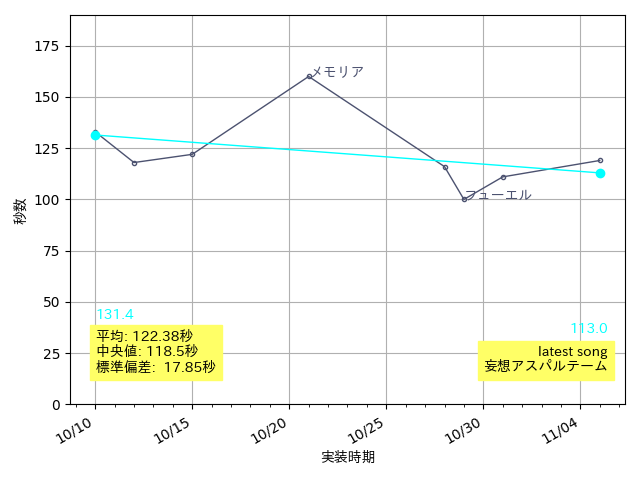 175
150
125
100
75
50
25
0
秒数
メモリア
フューエル
131.4
平均: 122.38秒
中央値: 118.5秒
標準偏差: 17.85秒
113.0
latest song
妄想アスパルテーム
10/10
10/15
10/20
10/25
10/30
11/04
実装時期